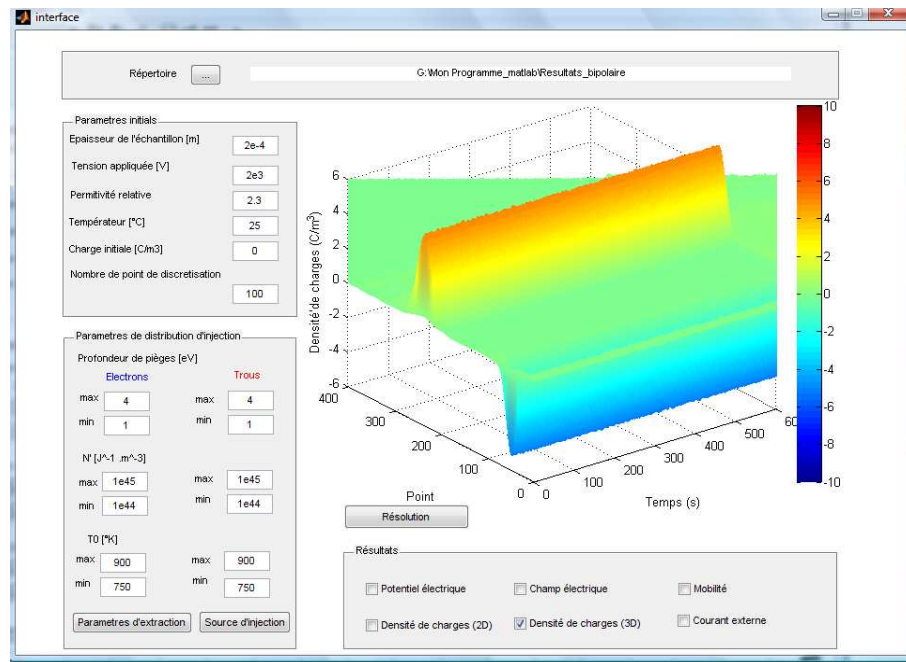 interface
Répertoire ... G:\Mon Programme_matlab\Resultats_bipolaire
Parametres initials
Epaisseur de l'échantillon [m] 2e-4
Tension appliquée [V] 2e3
Permitivité relative 2.3
Températeur [°C] 25
Charge initiale [C/m3] 0
Nombre de point de discretisation
100
Parametres de distribution d'injection
Profondeur de pièges [eV]
Electrons Trous
max 4 max 4
min 1 min 1
N' [J^-1 .m^-3]
max 1e45 max 1e45
min 1e44 min 1e44
T0 [°K]
max 900 max 900
min 750 min 750
Parametres d'extraction Source d'injection
Densité de charges (C/m³)
6
4
2
0
-2
-4
-6
400
300
200
100
0
Point
0
100
200
300
400
500
60
Temps (s)
10
8
6
4
2
0
-2
-4
-6
-8
-10
Résolution
Résultats
Potentiel électrique Champ électrique Mobilité
Densité de charges (2D) Densité de charges (3D) Courant externe